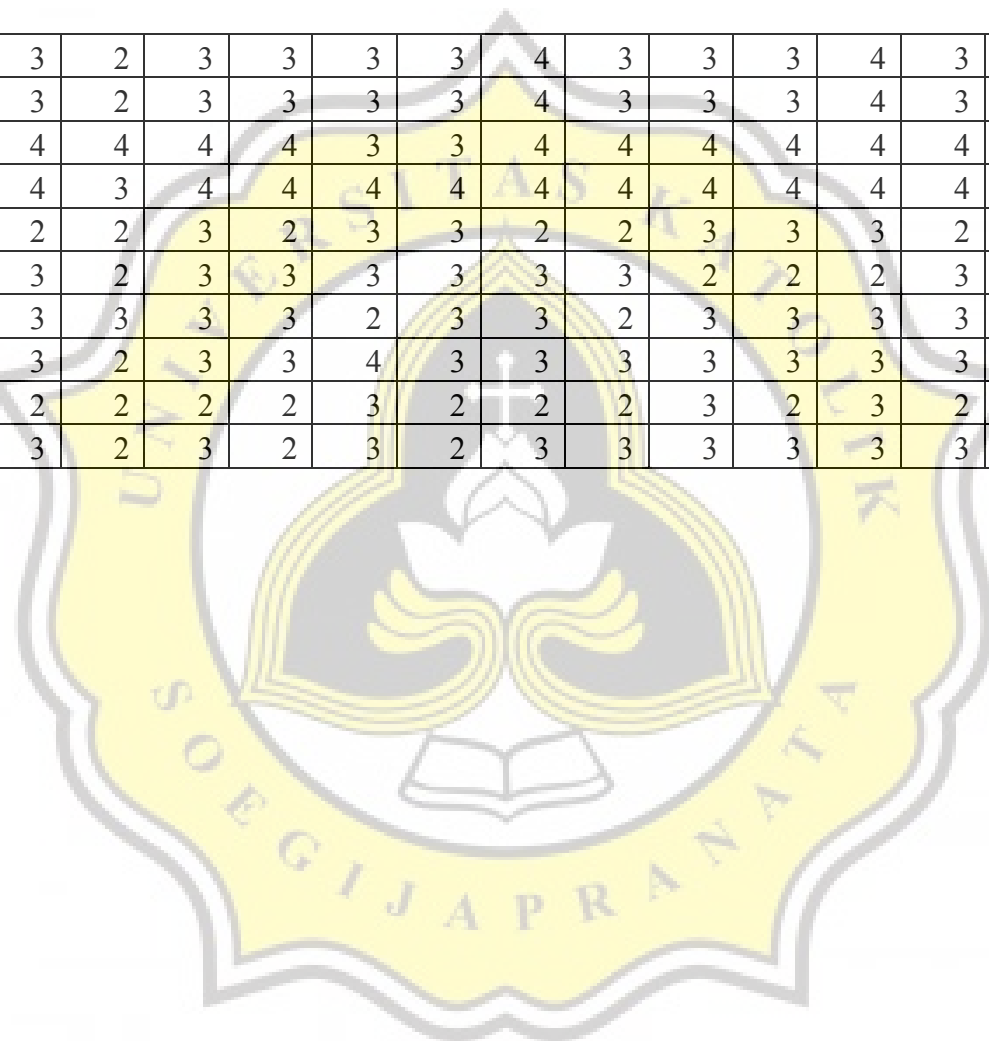 3 2 3 3 3 3 4 3 3 3 4 3
3 2 3 3 3 3 4 3 3 3 4 3
4 4 4 4 3 3 4 4 4 4 4 4
4 3 4 4 4 4 4 4 4 4 4 4
2 2 3 2 3 3 2 2 3 3 3 2
3 2 3 3 3 3 3 3 2 2 2 3
3 3 3 3 2 3 3 2 3 3 3 3
3 2 3 3 4 3 3 3 3 3 3 3
2 2 2 2 3 2 2 2 3 2 3 2
3 2 3 2 3 2 3 3 3 3 3 3
UNIVERSITAS KATOLIK
SOEGIJAPRANATA